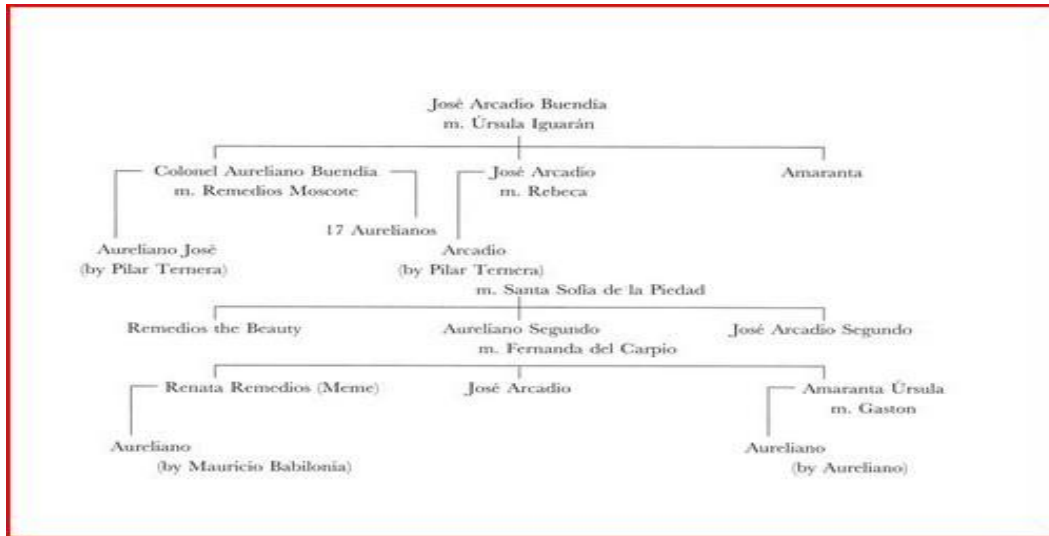 José Arcadio Buendía
m. Úrsula Iguarán
Colonel Aureliano Buendía
m. Remedios Moscote
José Arcadio
m. Rebeca
Amaranta
17 Aurelianos
Aureliano José
(by Pilar Ternera)
Arcadio
(by Pilar Ternera)
m. Santa Sofía de la Piedad
Remedios the Beauty
Aureliano Segundo
m. Fernanda del Carpio
José Arcadio Segundo
Renata Remedios (Meme)
José Arcadio
Amaranta Úrsula
m. Gaston
Aureliano
(by Mauricio Babilonia)
Aureliano
(by Aureliano)